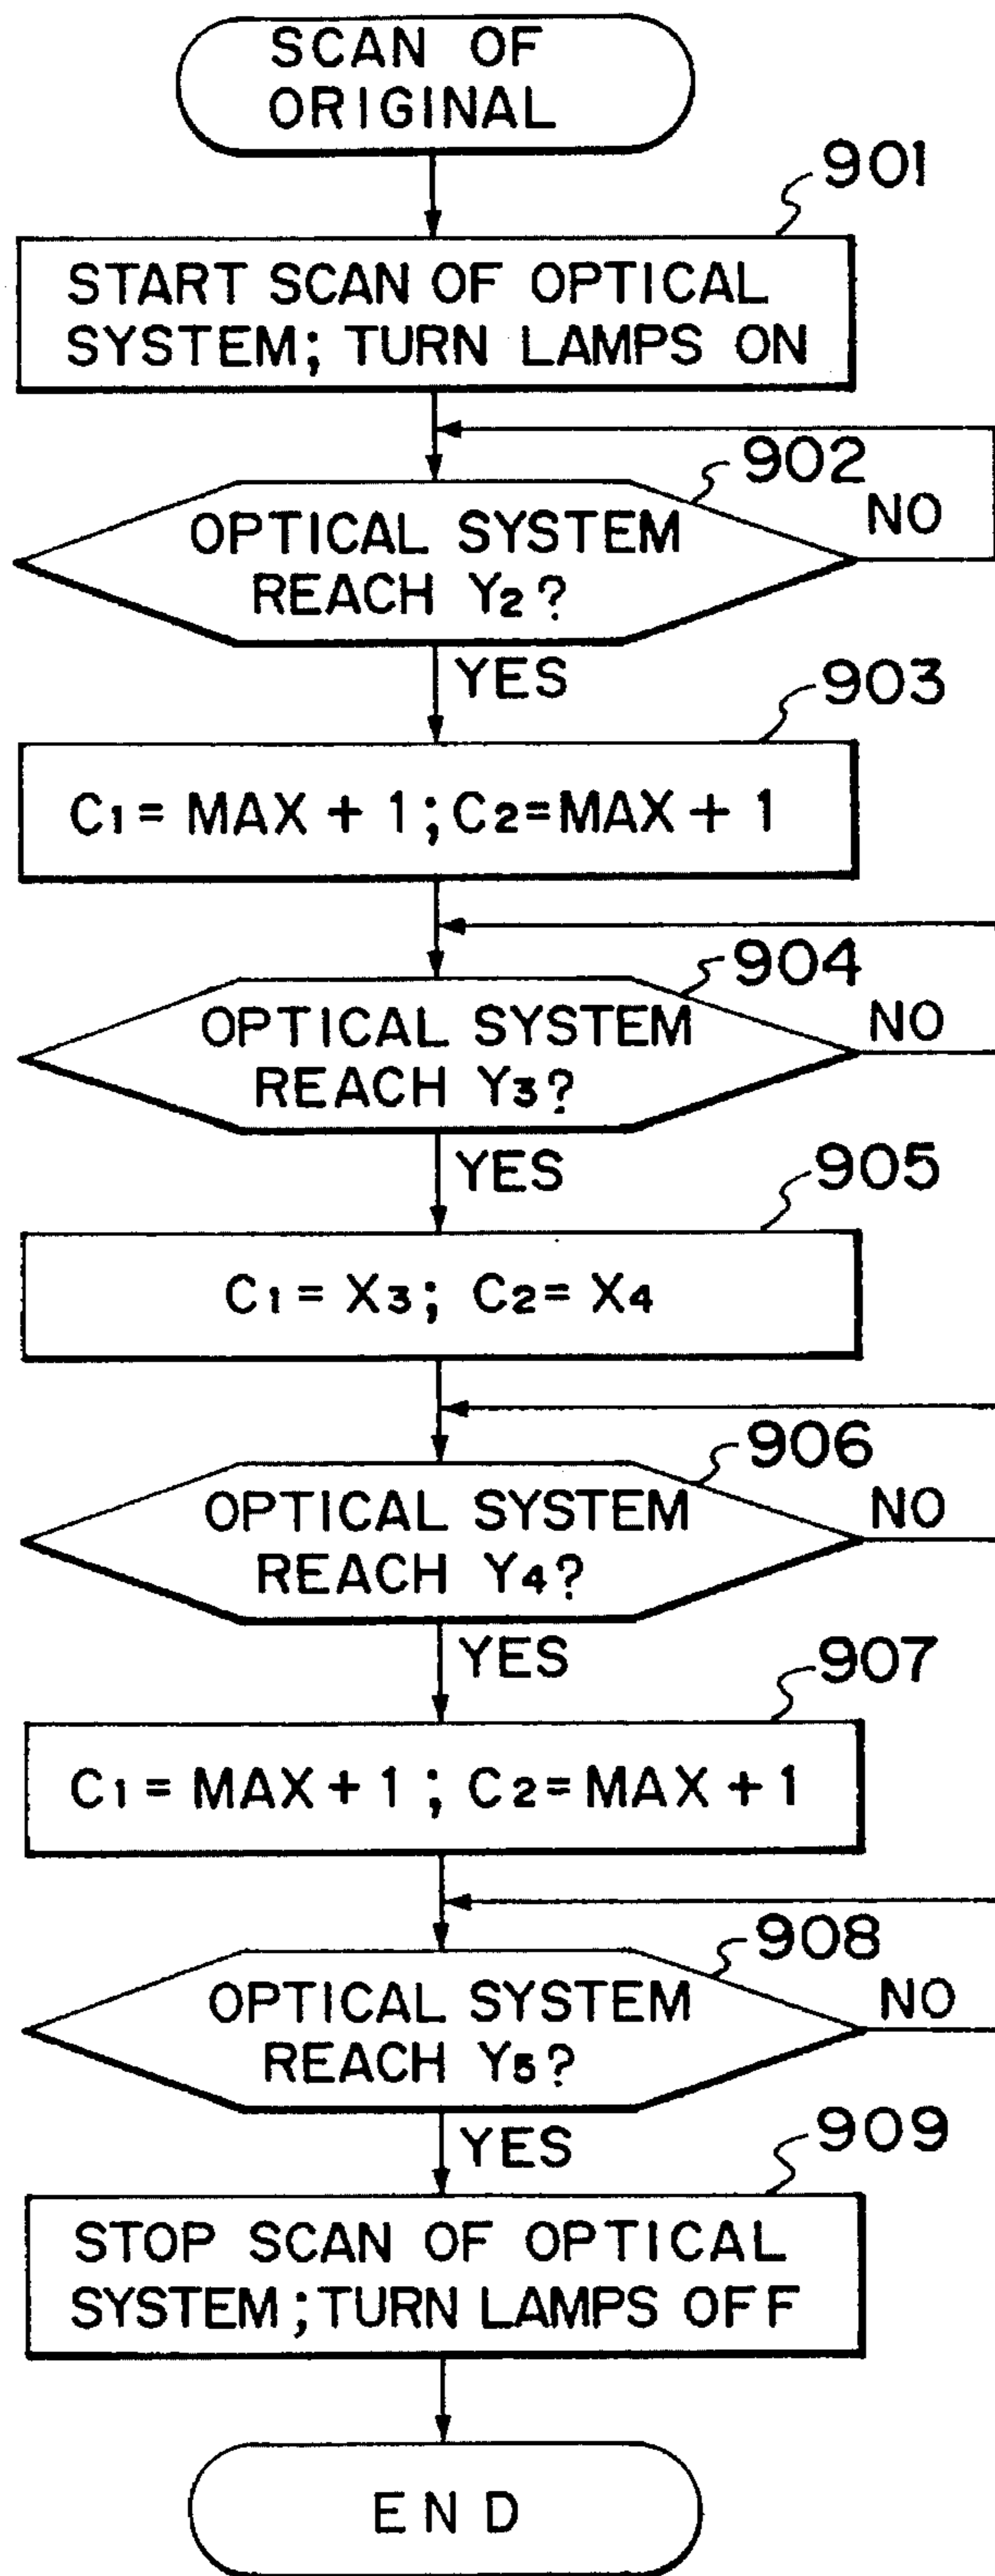 SCAN OF
ORIGINAL
901
START SCAN OF OPTICAL
SYSTEM; TURN LAMPS ON
902
OPTICAL SYSTEM
REACH Y2?
NO
YES
903
C1 = MAX + 1; C2 = MAX + 1
904
OPTICAL SYSTEM
REACH Y3?
NO
YES
905
C1 = X3; C2 = X4
906
OPTICAL SYSTEM
REACH Y4?
NO
YES
907
C1 = MAX + 1; C2 = MAX + 1
908
OPTICAL SYSTEM
REACH Y5?
NO
YES
909
STOP SCAN OF OPTICAL
SYSTEM; TURN LAMPS OFF
END